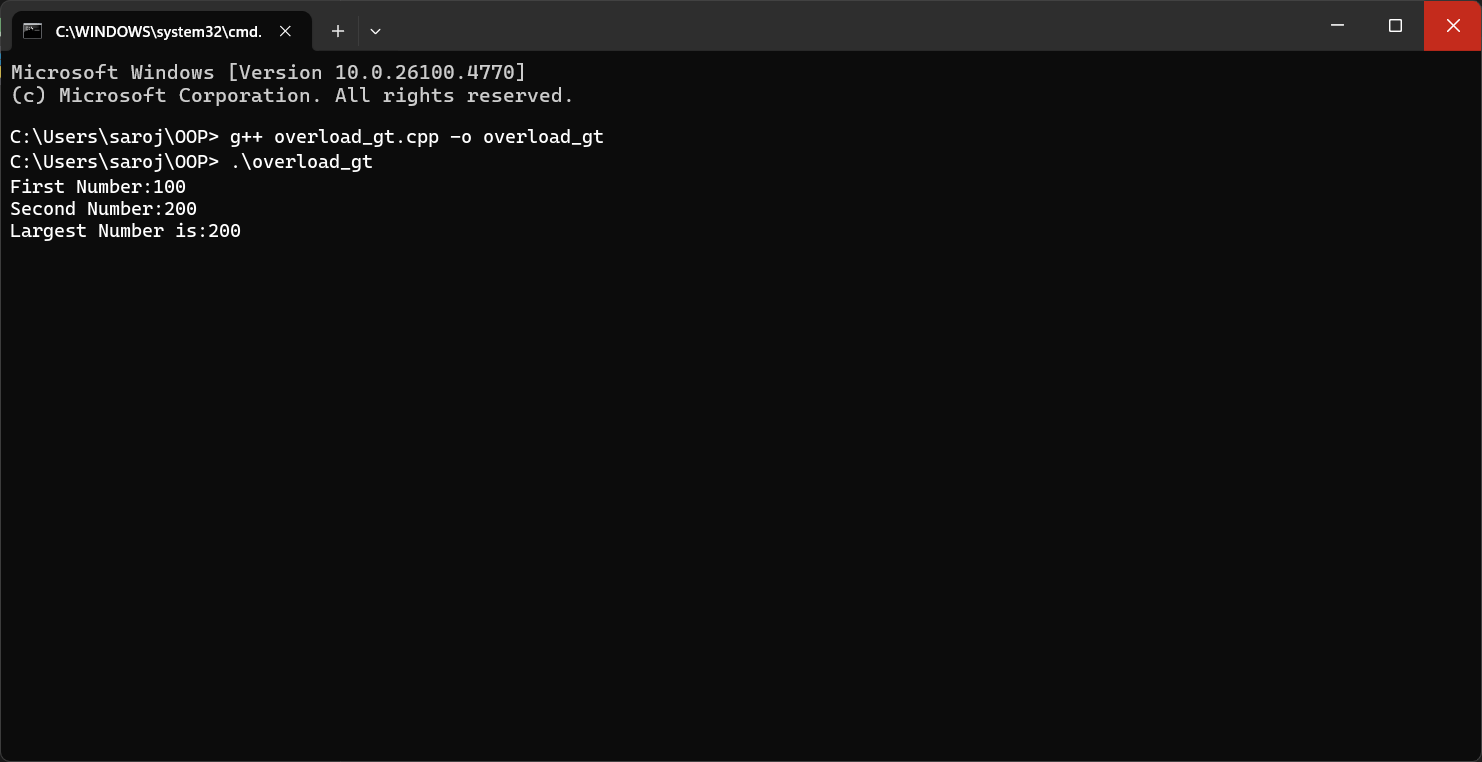 C:\WINDOWS\system32\cmd.
Microsoft Windows [Version 10.0.26100.4770]
(c) Microsoft Corporation. All rights reserved.
C:\Users\saroj\OOP> g++ overload_gt.cpp -o overload_gt
C:\Users\saroj\OOP> .\overload_gt
First Number:100
Second Number:200
Largest Number is:200